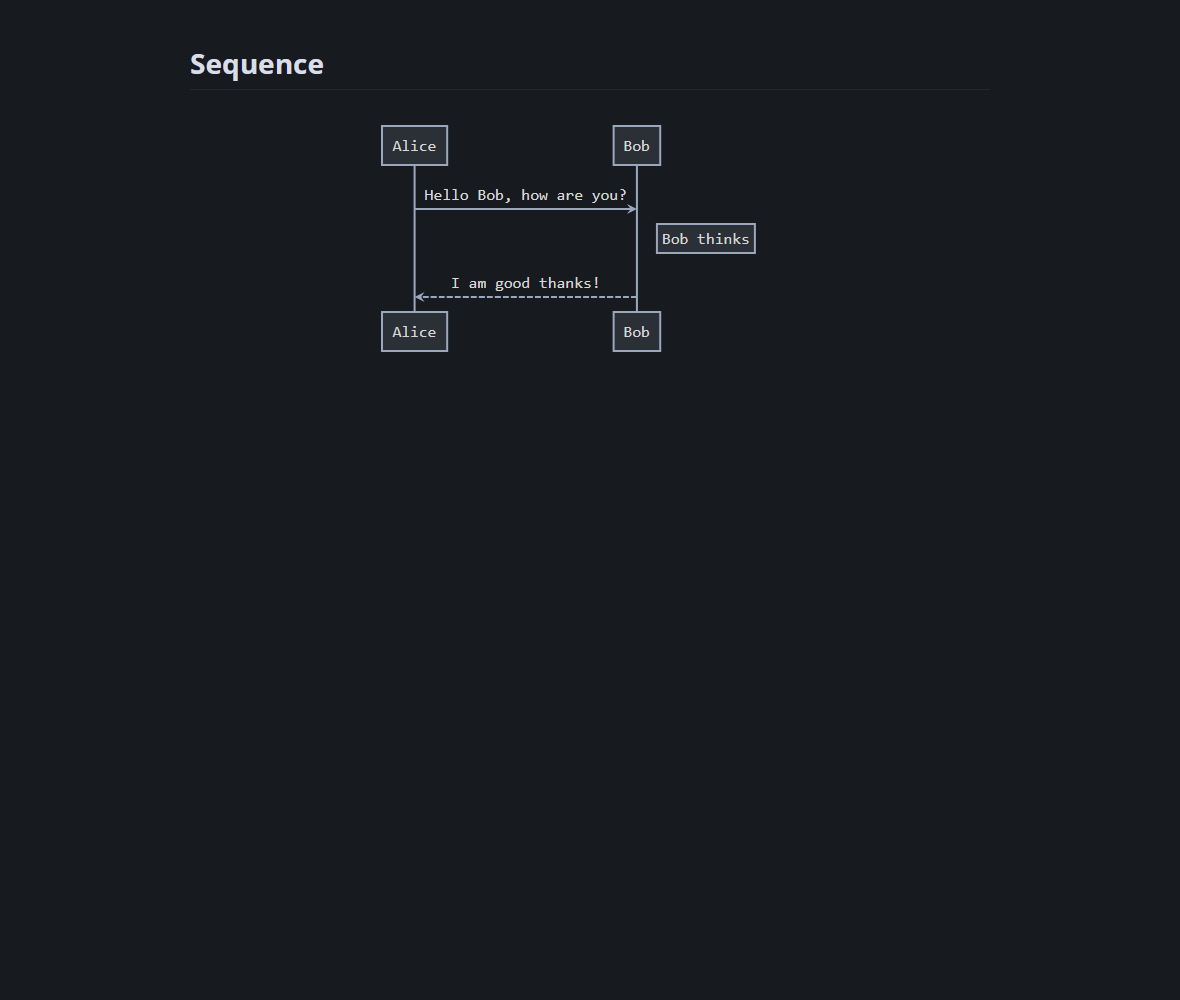 Sequence
Alice
Bob
Hello Bob, how are you?
Bob thinks
I am good thanks!
Alice
Bob